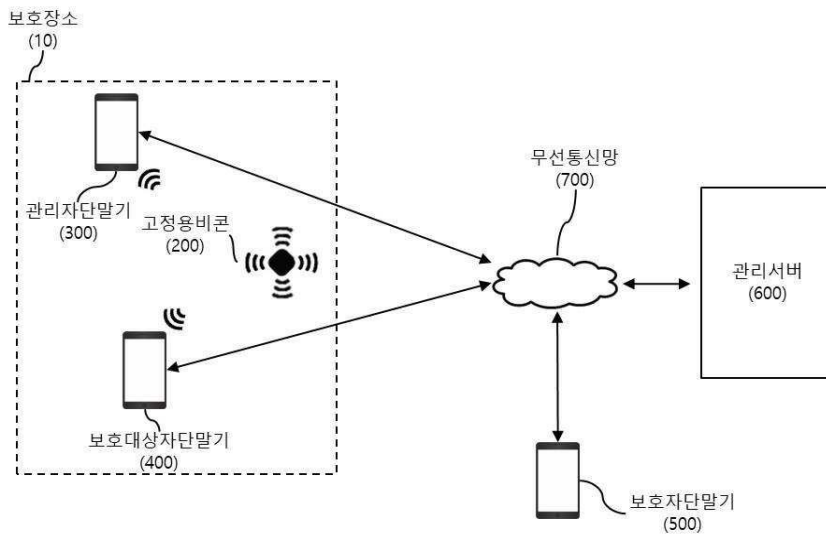 보호장소
(10)
관리자단말기
(300)
고정용비콘
(200)
보호대상자단말기
(400)
무선통신망
(700)
관리서버
(600)
보호자단말기
(500)